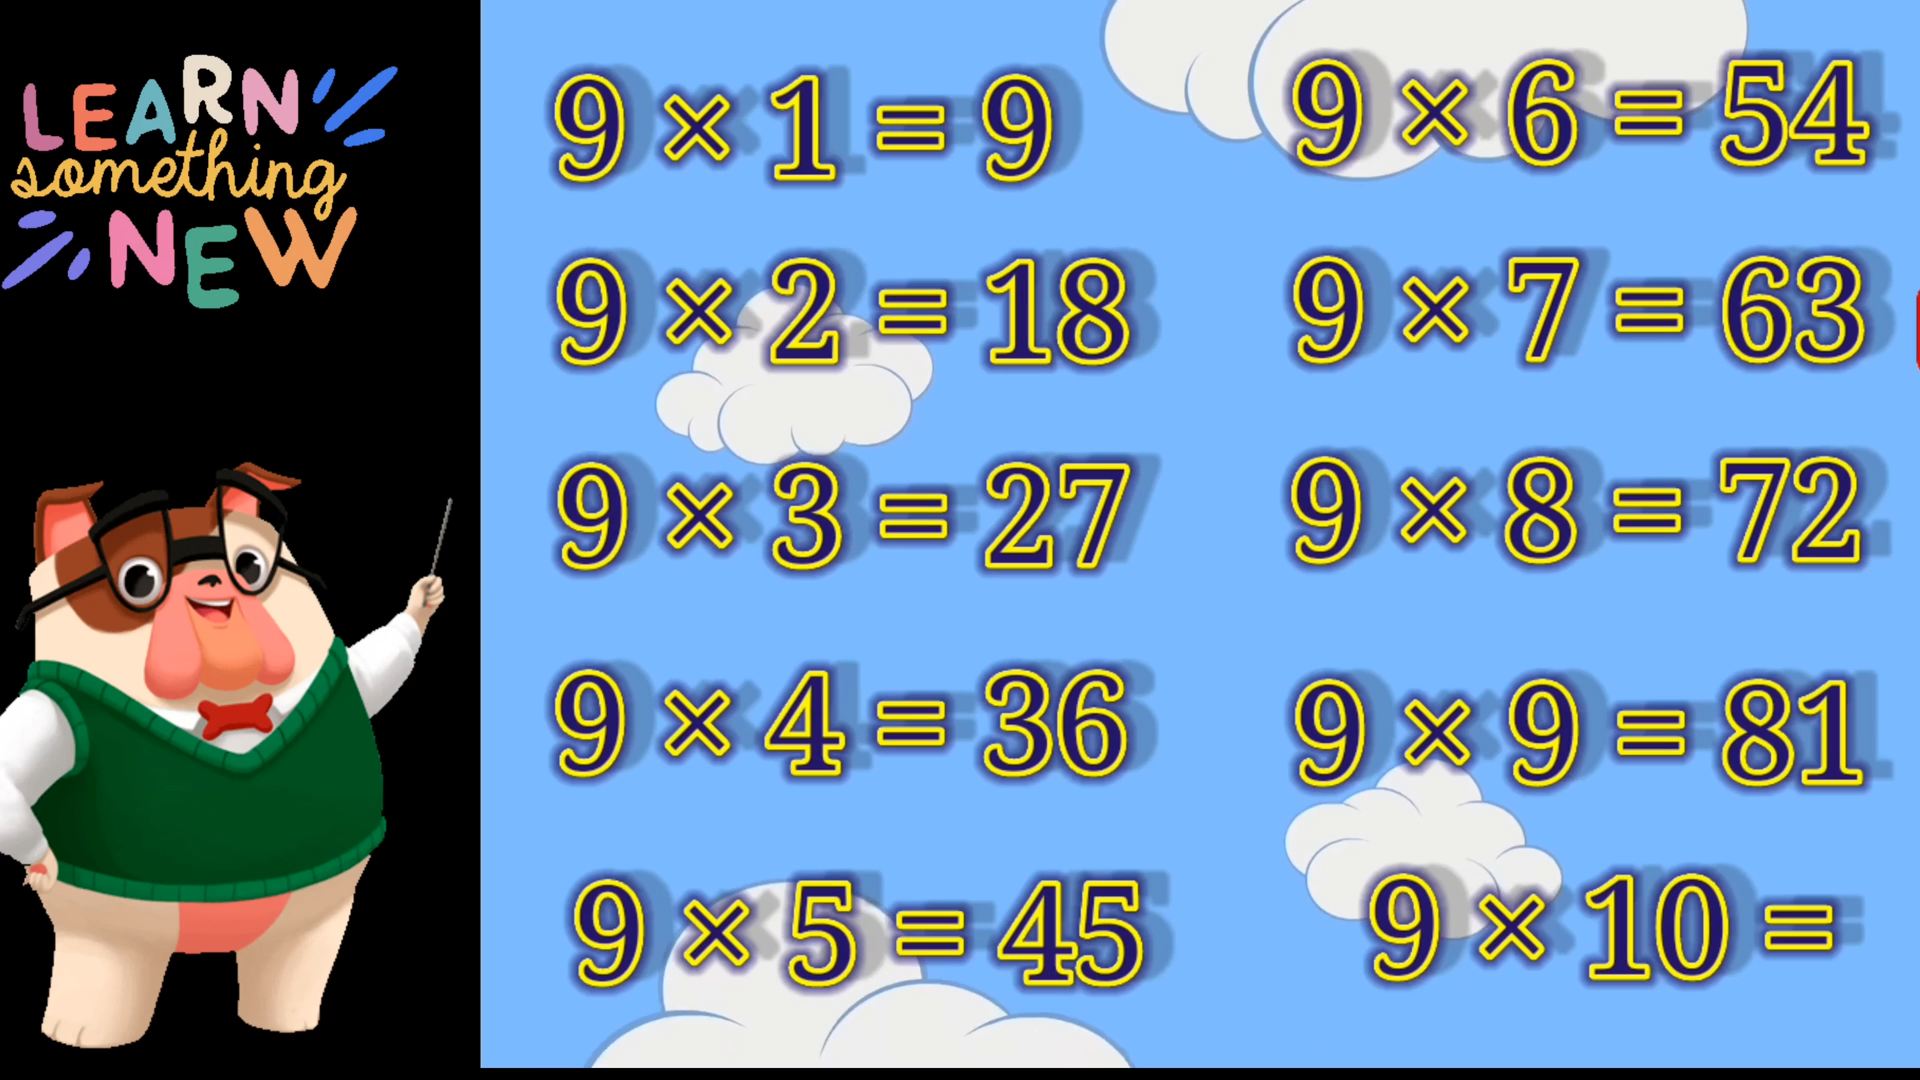 LEARN
something
NEW
9 × 1 = 9
9 × 2 = 18
9 × 3 = 27
9 × 4 = 36
9 × 5 = 45
9 × 6 = 54
9 × 7 = 63
9 × 8 = 72
9 × 9 = 81
9 × 10 =